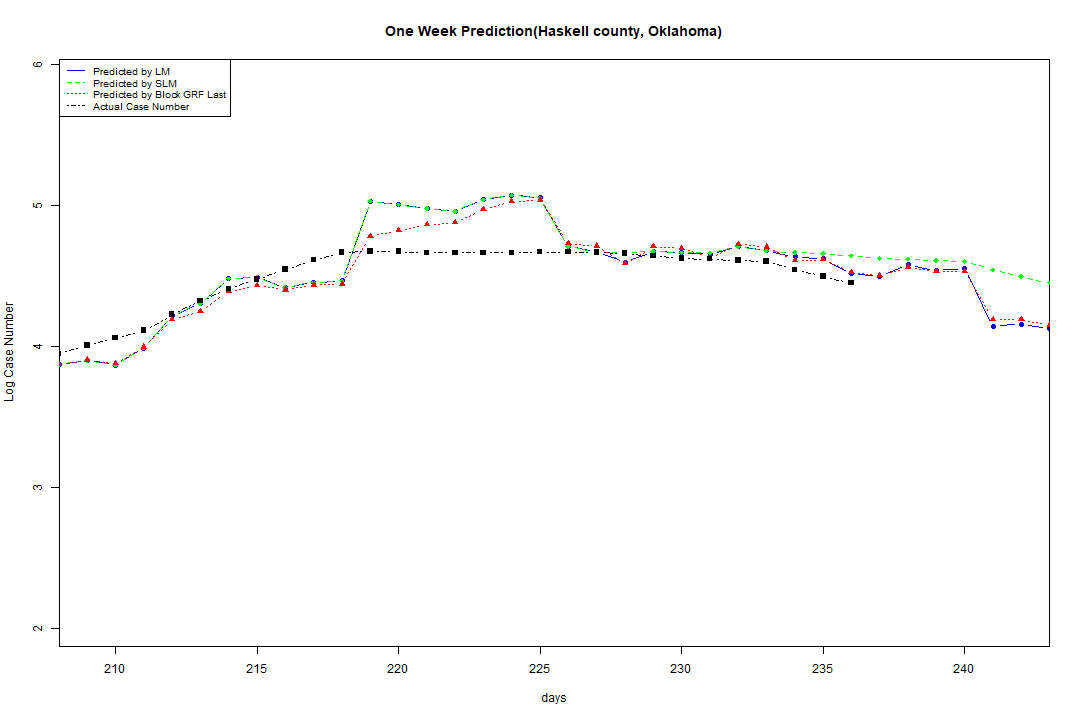 One Week Prediction(Haskell county, Oklahoma)
Predicted by LM
Predicted by SLM
Predicted by Block GRF Last
Actual Case Number
6
5
4
3
2
Log Case Number
210 215 220 225 230 235 240
days